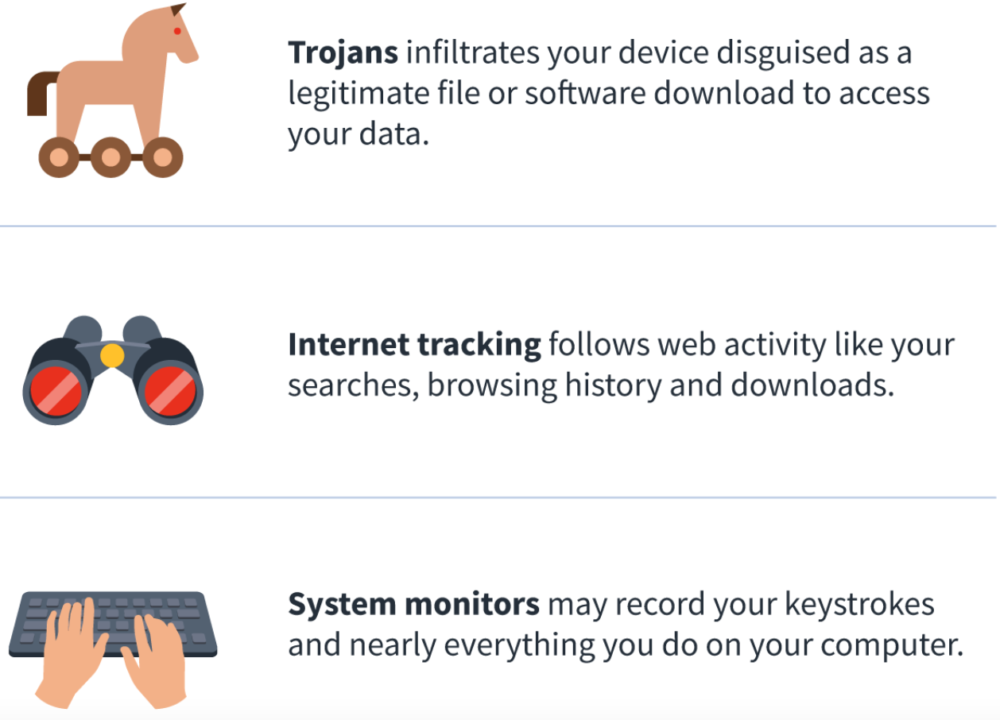 Trojans infiltrates your device disguised as a
legitimate file or software download to access
your data.
Internet tracking follows web activity like your
searches, browsing history and downloads.
System monitors may record your keystrokes
and nearly everything you do on your computer.